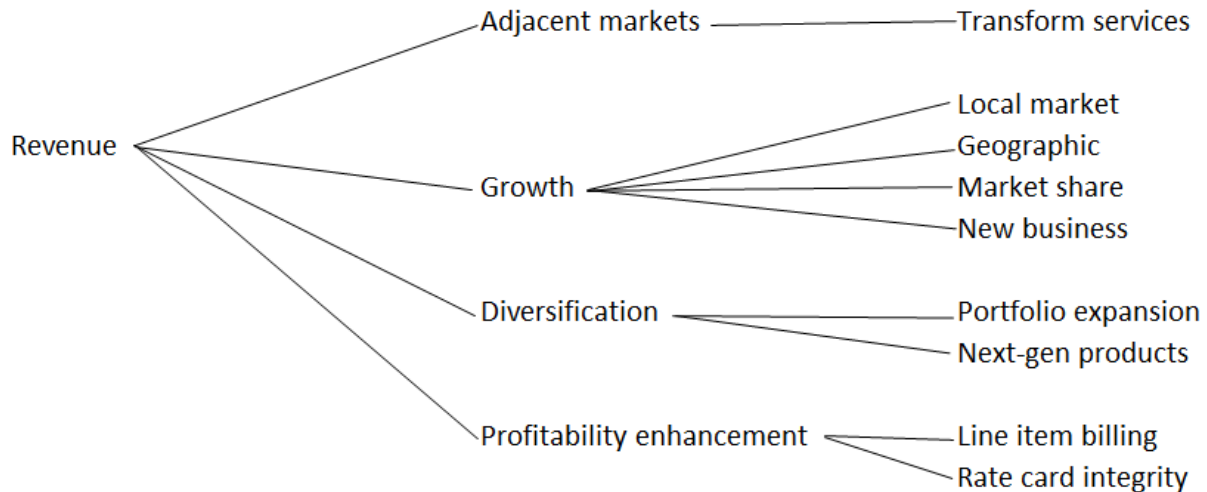 Revenue
Adjacent markets
Transform services
Growth
Local market
Geographic
Market share
New business
Diversification
Portfolio expansion
Next-gen products
Profitability enhancement
Line item billing
Rate card integrity